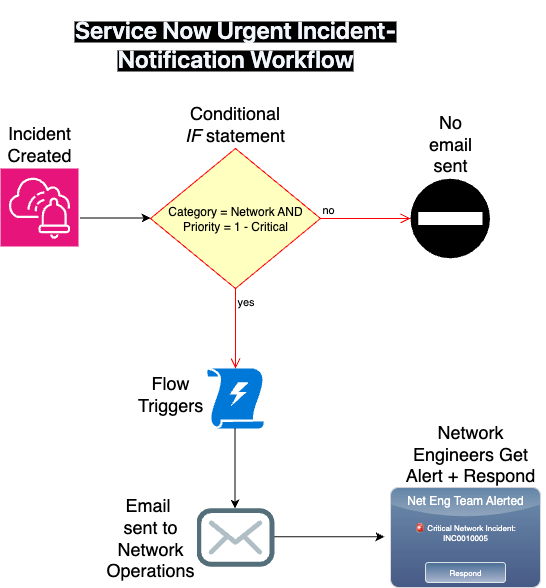 Service Now Urgent Incident-
Notification Workflow
Incident
Created
Conditional
IF statement
No
email
sent
Category = Network AND
Priority = 1 - Critical
no
yes
Flow
Triggers
Network
Engineers Get
Alert + Respond
Email
sent to
Network
Operations
Net Eng Team Alerted
🚨 Critical Network Incident:
INC0010005
Respond